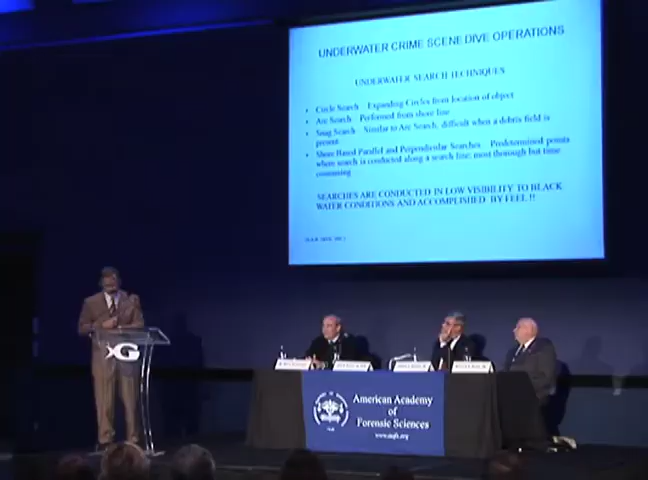 UNDERWATER CRIME SCENE DIVE OPERATIONS
UNDERWATER SEARCH TECHNIQUES
• Circle Search Expanding Circles from location of object
• Arc Search Performed from shore line
• Snag Search Similar to Arc Search, difficult when a debris field is
present
• Shore Based Parallel and Perpendicular Searches Predetermined points
where search is conducted along a search line, most thorough but time
consuming
SEARCHES ARE CONDUCTED IN LOW VISIBILITY TO BLACK
WATER CONDITIONS AND ACCOMPLISHED BY FEEL !!
G
American Academy
of
Forensic Sciences
www.aafs.org